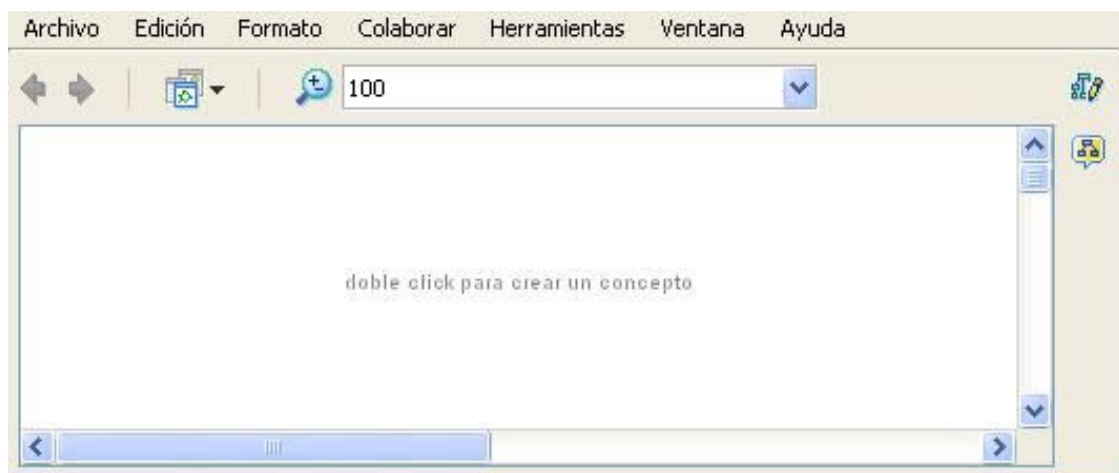 Archivo Edición Formato Colaborar Herramientas Ventana Ayuda
100
doble click para crear un concepto